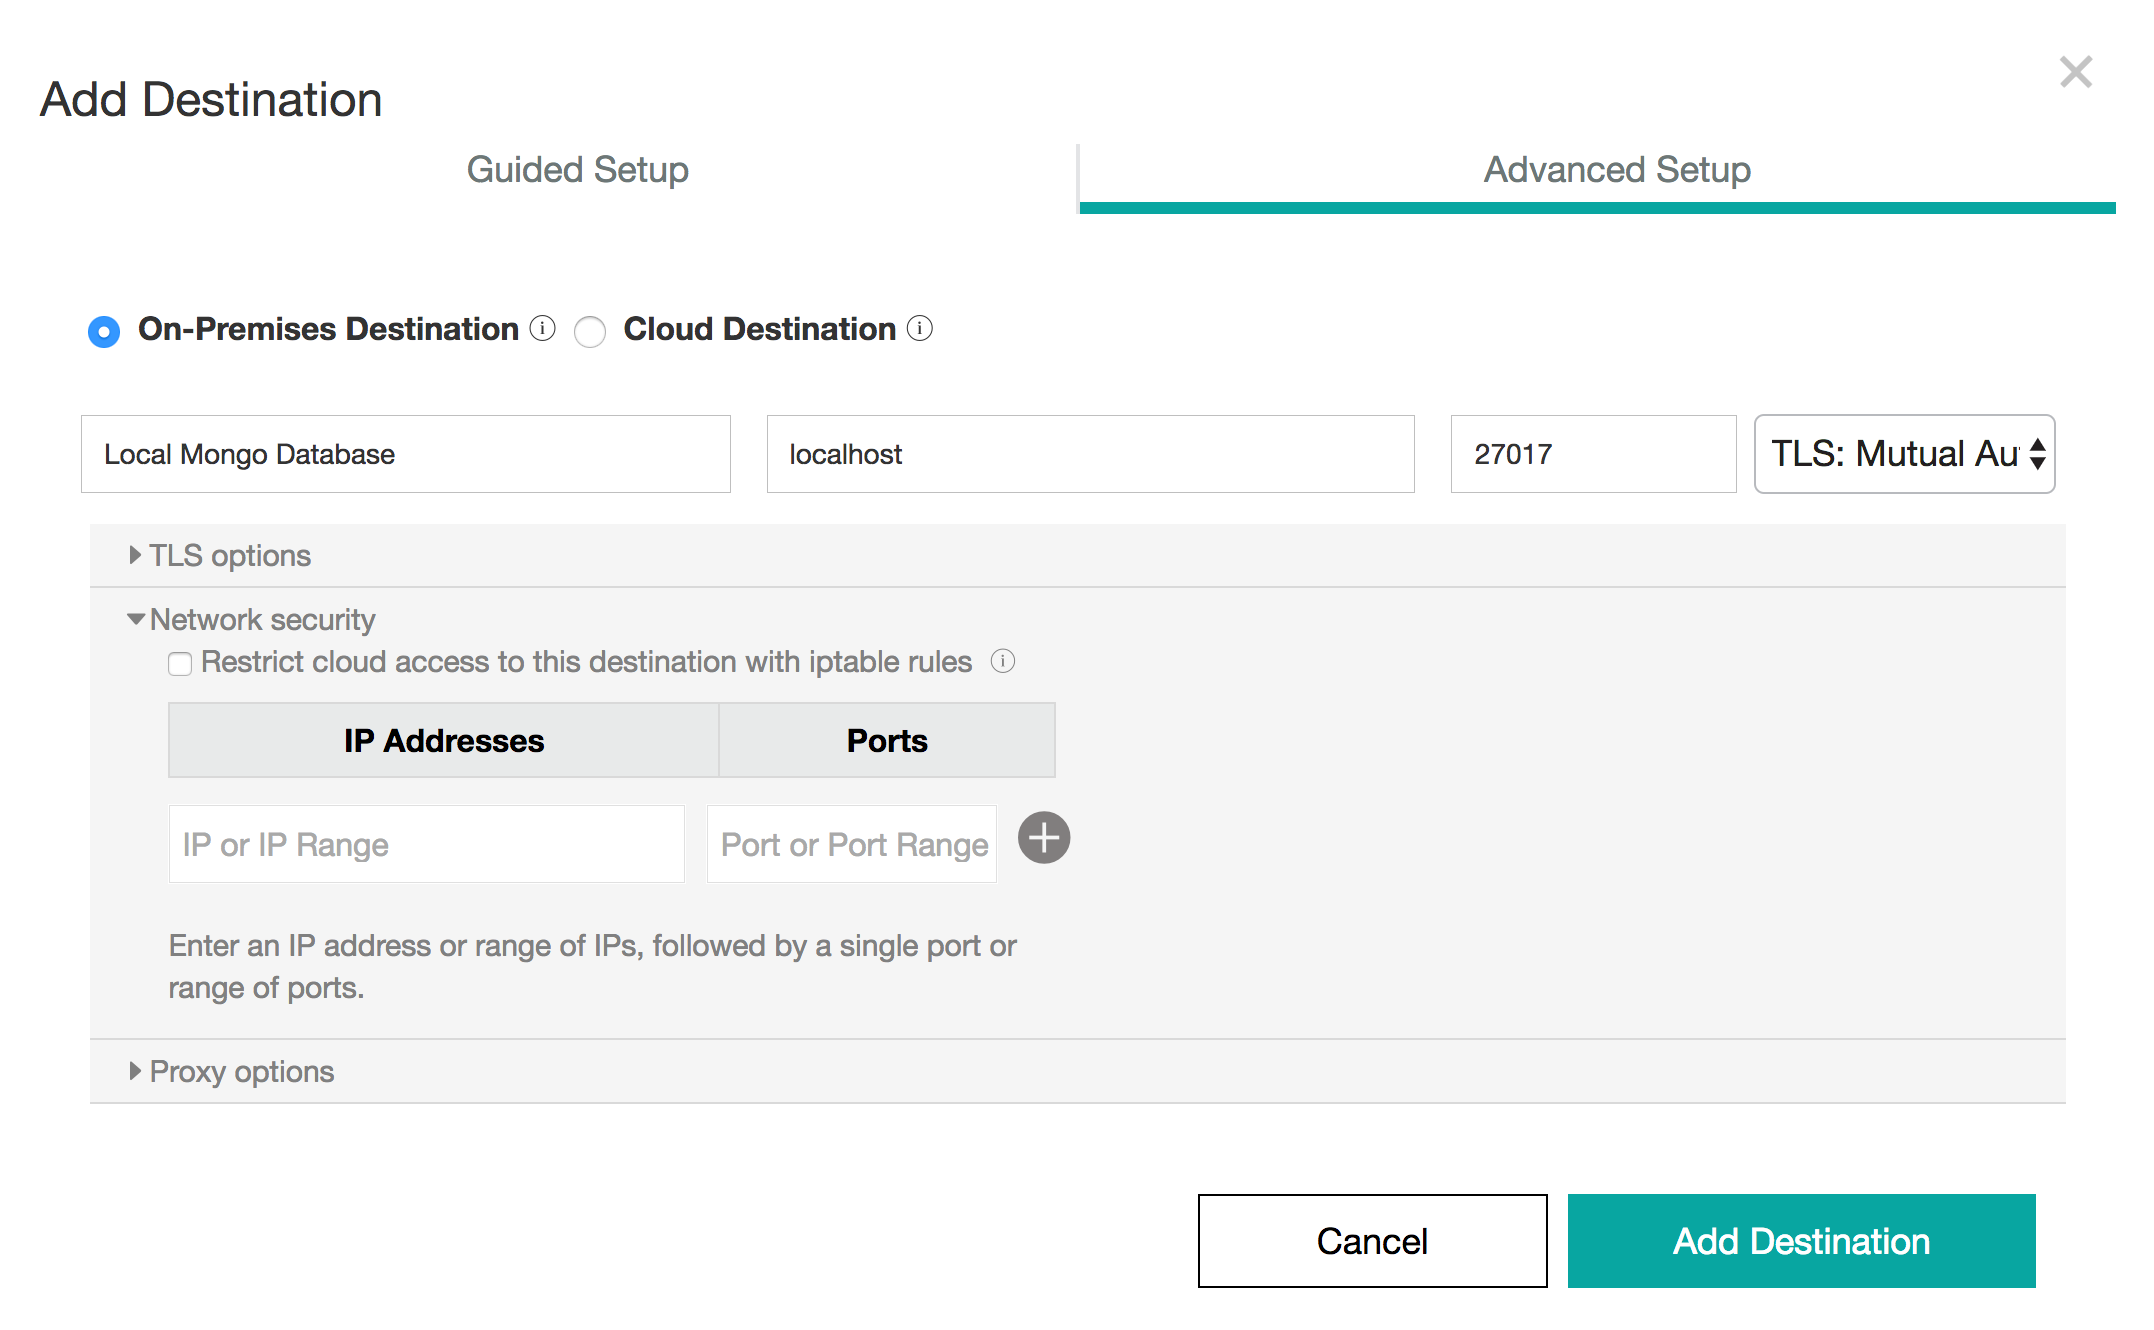 Add Destination
Guided Setup
Advanced Setup
On-Premises Destination
Cloud Destination
Local Mongo Database
localhost
27017
TLS: Mutual Au
TLS options
Network security
Restrict cloud access to this destination with iptable rules
IP Addresses
Ports
IP or IP Range
Port or Port Range
Enter an IP address or range of IPs, followed by a single port or
range of ports.
Proxy options
Cancel
Add Destination